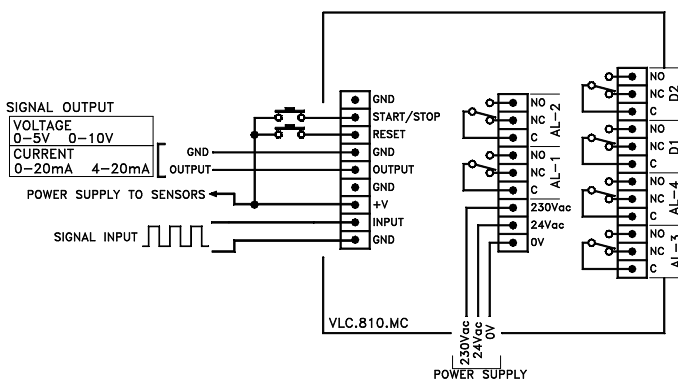 SIGNAL OUTPUT
VOLTAGE
0-5V 0-10V
CURRENT
0-20mA 4-20mA
GND
OUTPUT
POWER SUPPLY TO SENSORS
SIGNAL INPUT
GND
START/STOP
RESET
GND
OUTPUT
GND
+V
INPUT
GND
VLC.810.MC
NO
NC
C
AL-2
NO
NC
C
AL-1
230Vac
24Vac
0V
NO
NC
C
D2
NO
NC
C
D1
NO
NC
C
AL-4
NO
NC
C
AL-3
230Vac
24Vac
0V
POWER SUPPLY